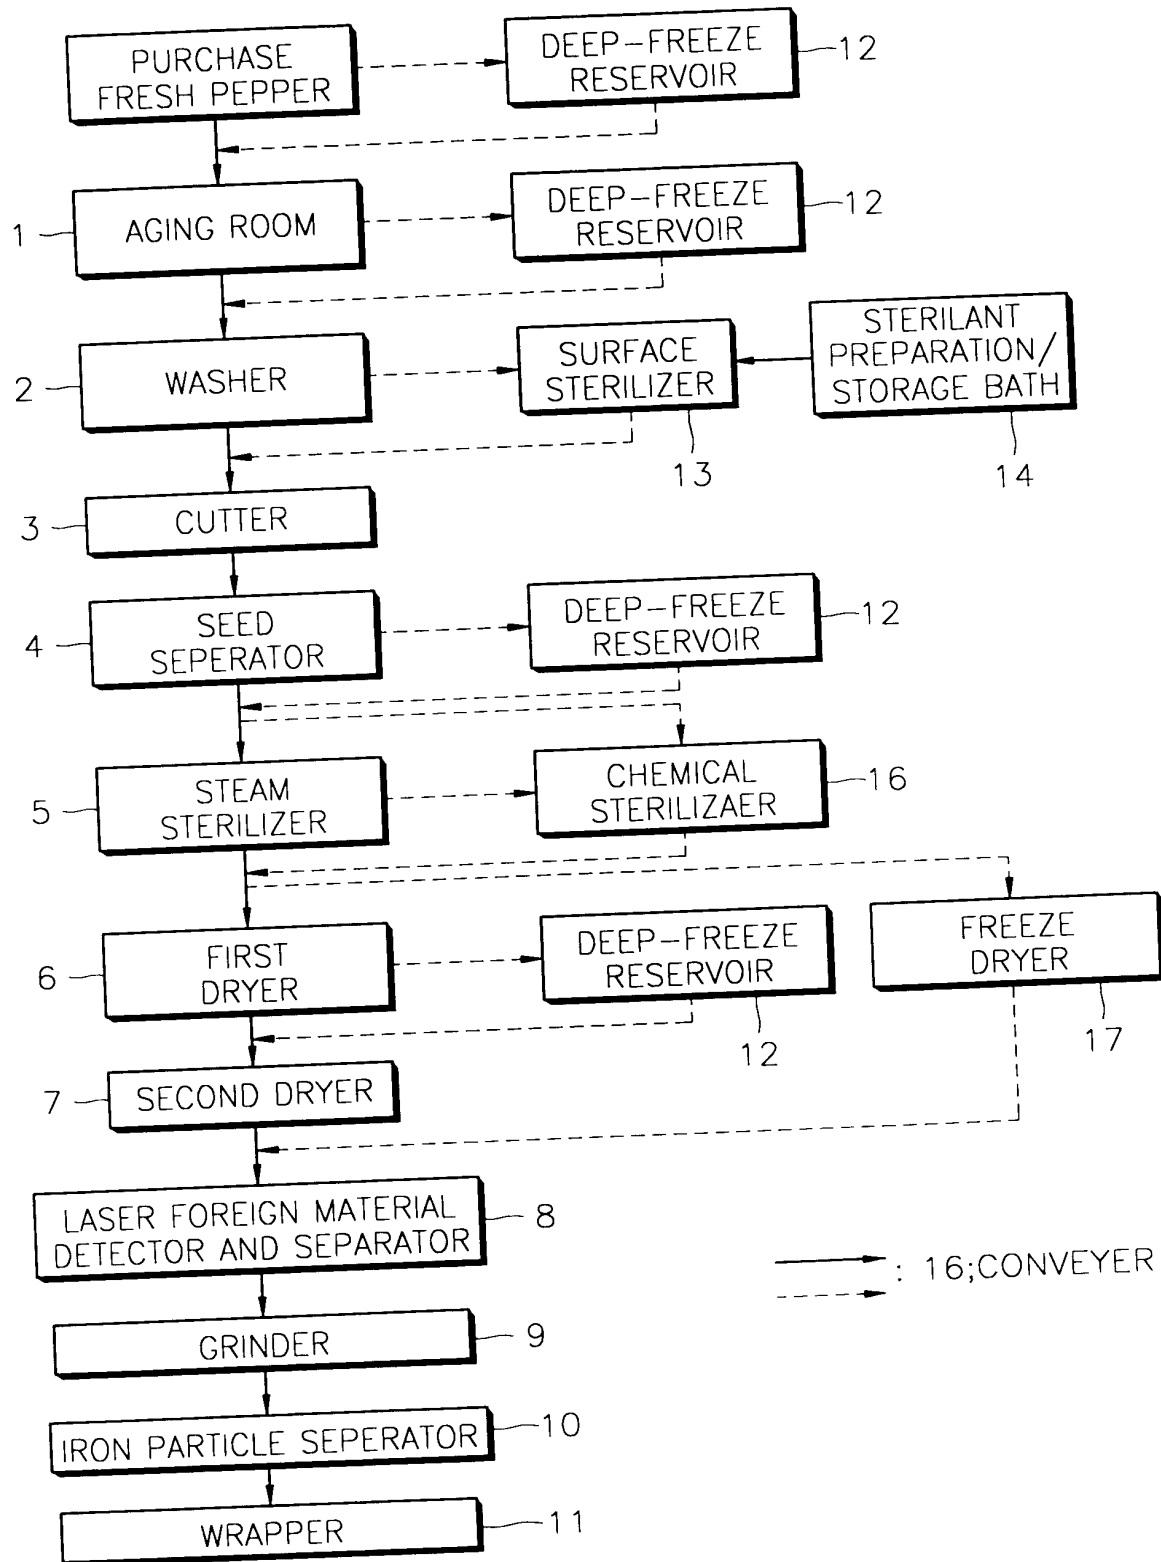 PURCHASE
FRESH PEPPER
DEEP-FREEZE
RESERVOIR
12
1
AGING ROOM
DEEP-FREEZE
RESERVOIR
12
2
WASHER
SURFACE
STERILIZER
13
STERILANT
PREPARATION/
STORAGE BATH
14
3
CUTTER
4
SEED
SEPERATOR
DEEP-FREEZE
RESERVOIR
12
5
STEAM
STERILIZER
CHEMICAL
STERILIZAER
16
6
FIRST
DRYER
DEEP-FREEZE
RESERVOIR
12
FREEZE
DRYER
17
7
SECOND DRYER
LASER FOREIGN MATERIAL
DETECTOR AND SEPARATOR
8
: 16;CONVEYER
GRINDER
9
IRON PARTICLE SEPERATOR
10
WRAPPER
11